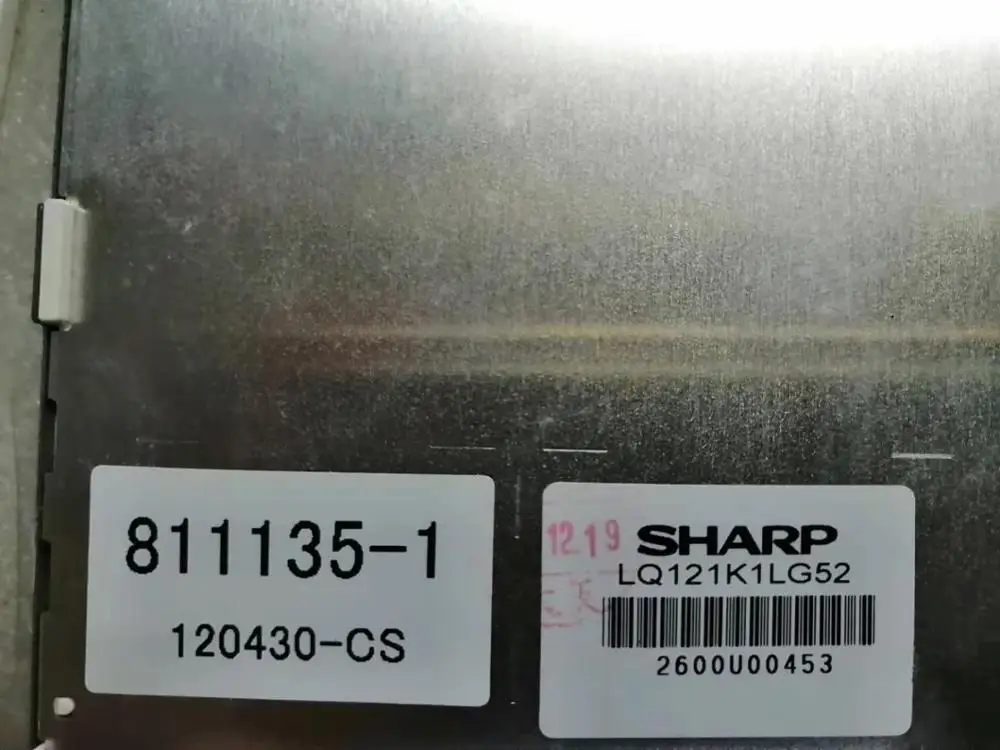 811135-1
120430-CS
1219
SHARP
LQ121K1LG52
2600U00453